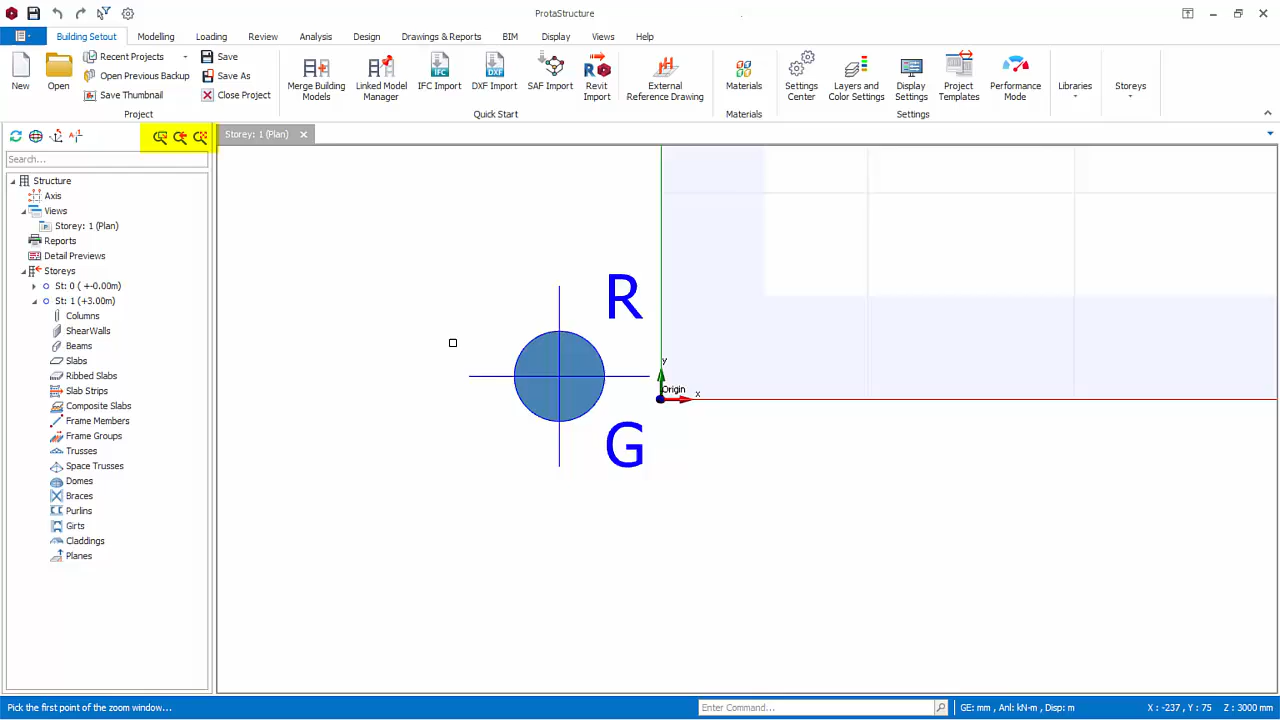 ProtaStructure
Building Setout Modelling Loading Review Analysis Design Drawings & Reports BIM Display Views Help
New
Open
Recent Projects
Open Previous Backup
Save Thumbnail
Save
Save As
Close Project
Project
Merge Building Models
Linked Model Manager
IFC
IFC Import
DXF
DXF Import
SAF Import
R
Revit Import
External Reference Drawing
Quick Start
Materials
Materials
Settings Center
Layers and Color Settings
Display Settings
Project Templates
Performance Mode
Settings
Libraries
Storeys
Storey: 1 (Plan)
Search...
Structure
Axis
Views
Storey: 1 (Plan)
Reports
Detail Previews
Storeys
St: 0 ( +-0.00m)
St: 1 (+3.00m)
Columns
ShearWalls
Beams
Slabs
Ribbed Slabs
Slab Strips
Composite Slabs
Frame Members
Frame Groups
Trusses
Space Trusses
Domes
Braces
Purlins
Girts
Claddings
Planes
R
G
y
Origin
x
Pick the first point of the zoom window...
Enter Command...
GE: mm , Anl: kN-m , Disp: m
X : -237 , Y : 75 Z : 3000 mm